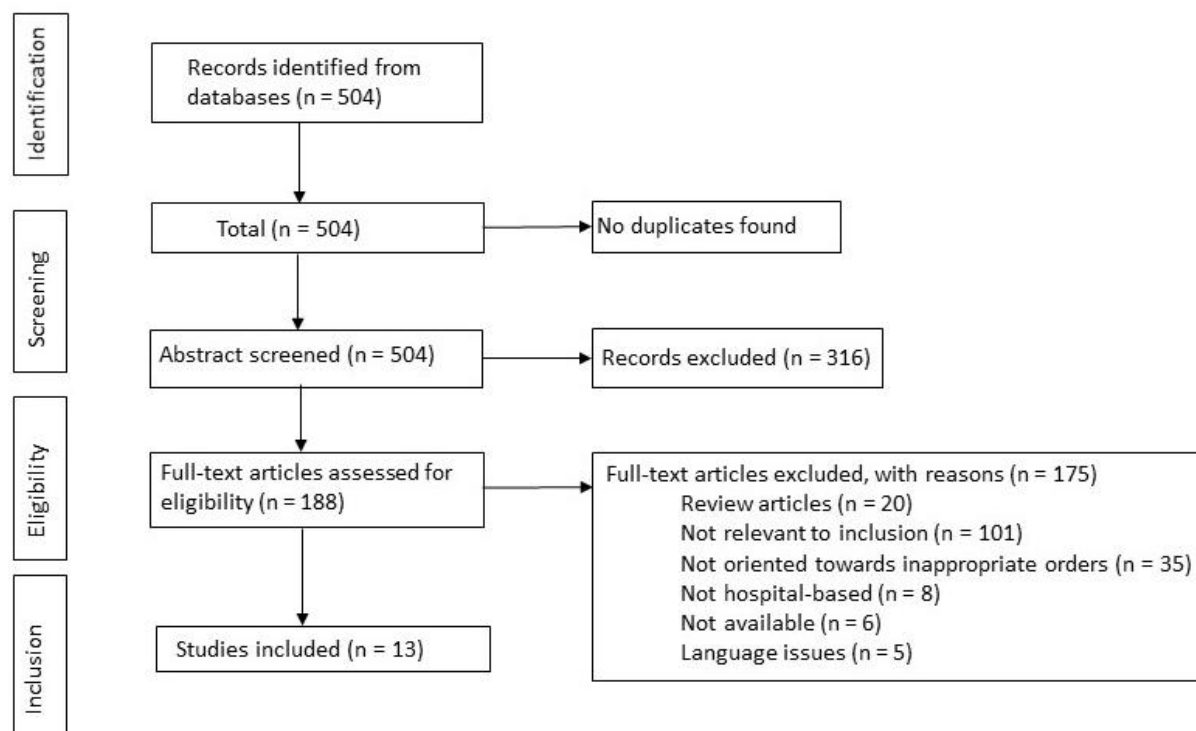 Identification
Records identified from
databases (n = 504)
Total (n = 504)
No duplicates found
Screening
Abstract screened (n = 504)
Records excluded (n = 316)
Eligibility
Full-text articles assessed for
eligibility (n = 188)
Full-text articles excluded, with reasons (n = 175)
Review articles (n = 20)
Not relevant to inclusion (n = 101)
Not oriented towards inappropriate orders (n = 35)
Not hospital-based (n = 8)
Not available (n = 6)
Language issues (n = 5)
Inclusion
Studies included (n = 13)